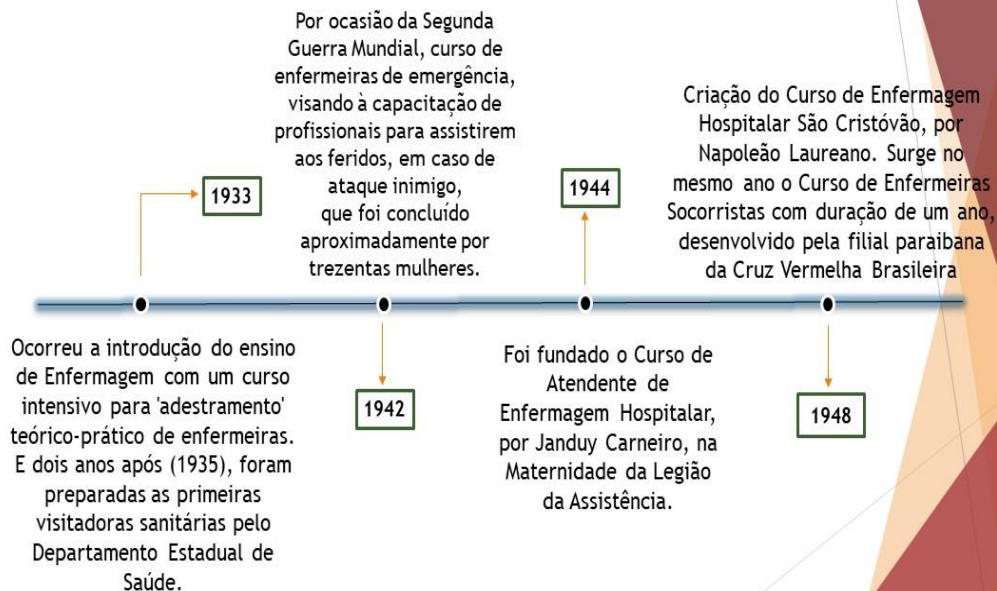 Por ocasião da Segunda
Guerra Mundial, curso de
enfermeiras de emergência,
visando à capacitação de
profissionais para assistirem
aos feridos, em caso de
ataque inimigo,
que foi concluído
aproximadamente por
trezentas mulheres.
Criação do Curso de Enfermagem
Hospitalar São Cristóvão, por
Napoleão Laureano. Surge no
mesmo ano o Curso de Enfermeiras
Socorristas com duração de um ano,
desenvolvido pela filial paraibana
da Cruz Vermelha Brasileira
1933
1944
Ocorreu a introdução do ensino
de Enfermagem com um curso
intensivo para 'adestramento'
teórico-prático de enfermeiras.
E dois anos após (1935), foram
preparadas as primeiras
visitadoras sanitárias pelo
Departamento Estadual de
Saúde.
1942
Foi fundado o Curso de
Atendente de
Enfermagem Hospitalar,
por Janduy Carneiro, na
Maternidade da Legião
da Assistência.
1948